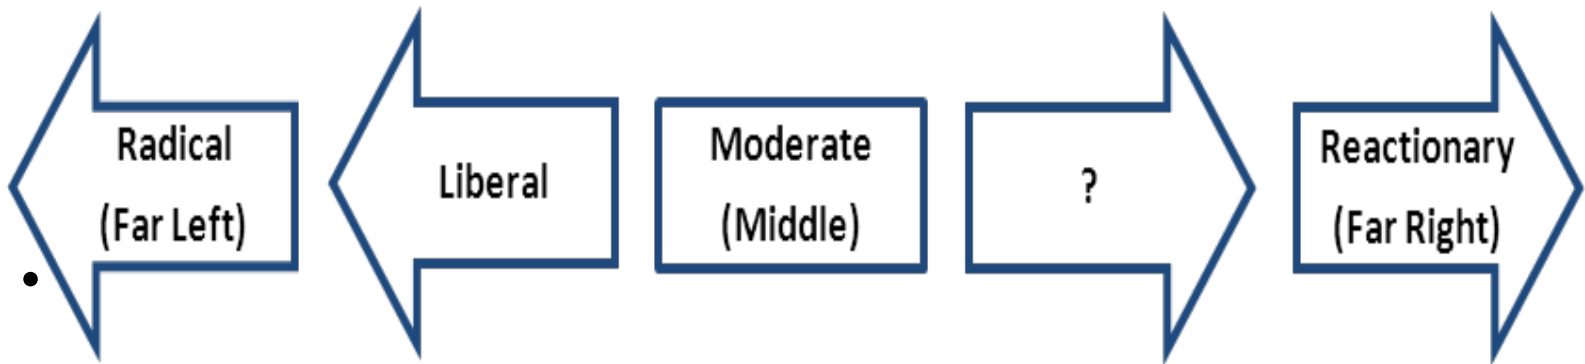 Radical
(Far Left)
Liberal
Moderate
(Middle)
?
Reactionary
(Far Right)